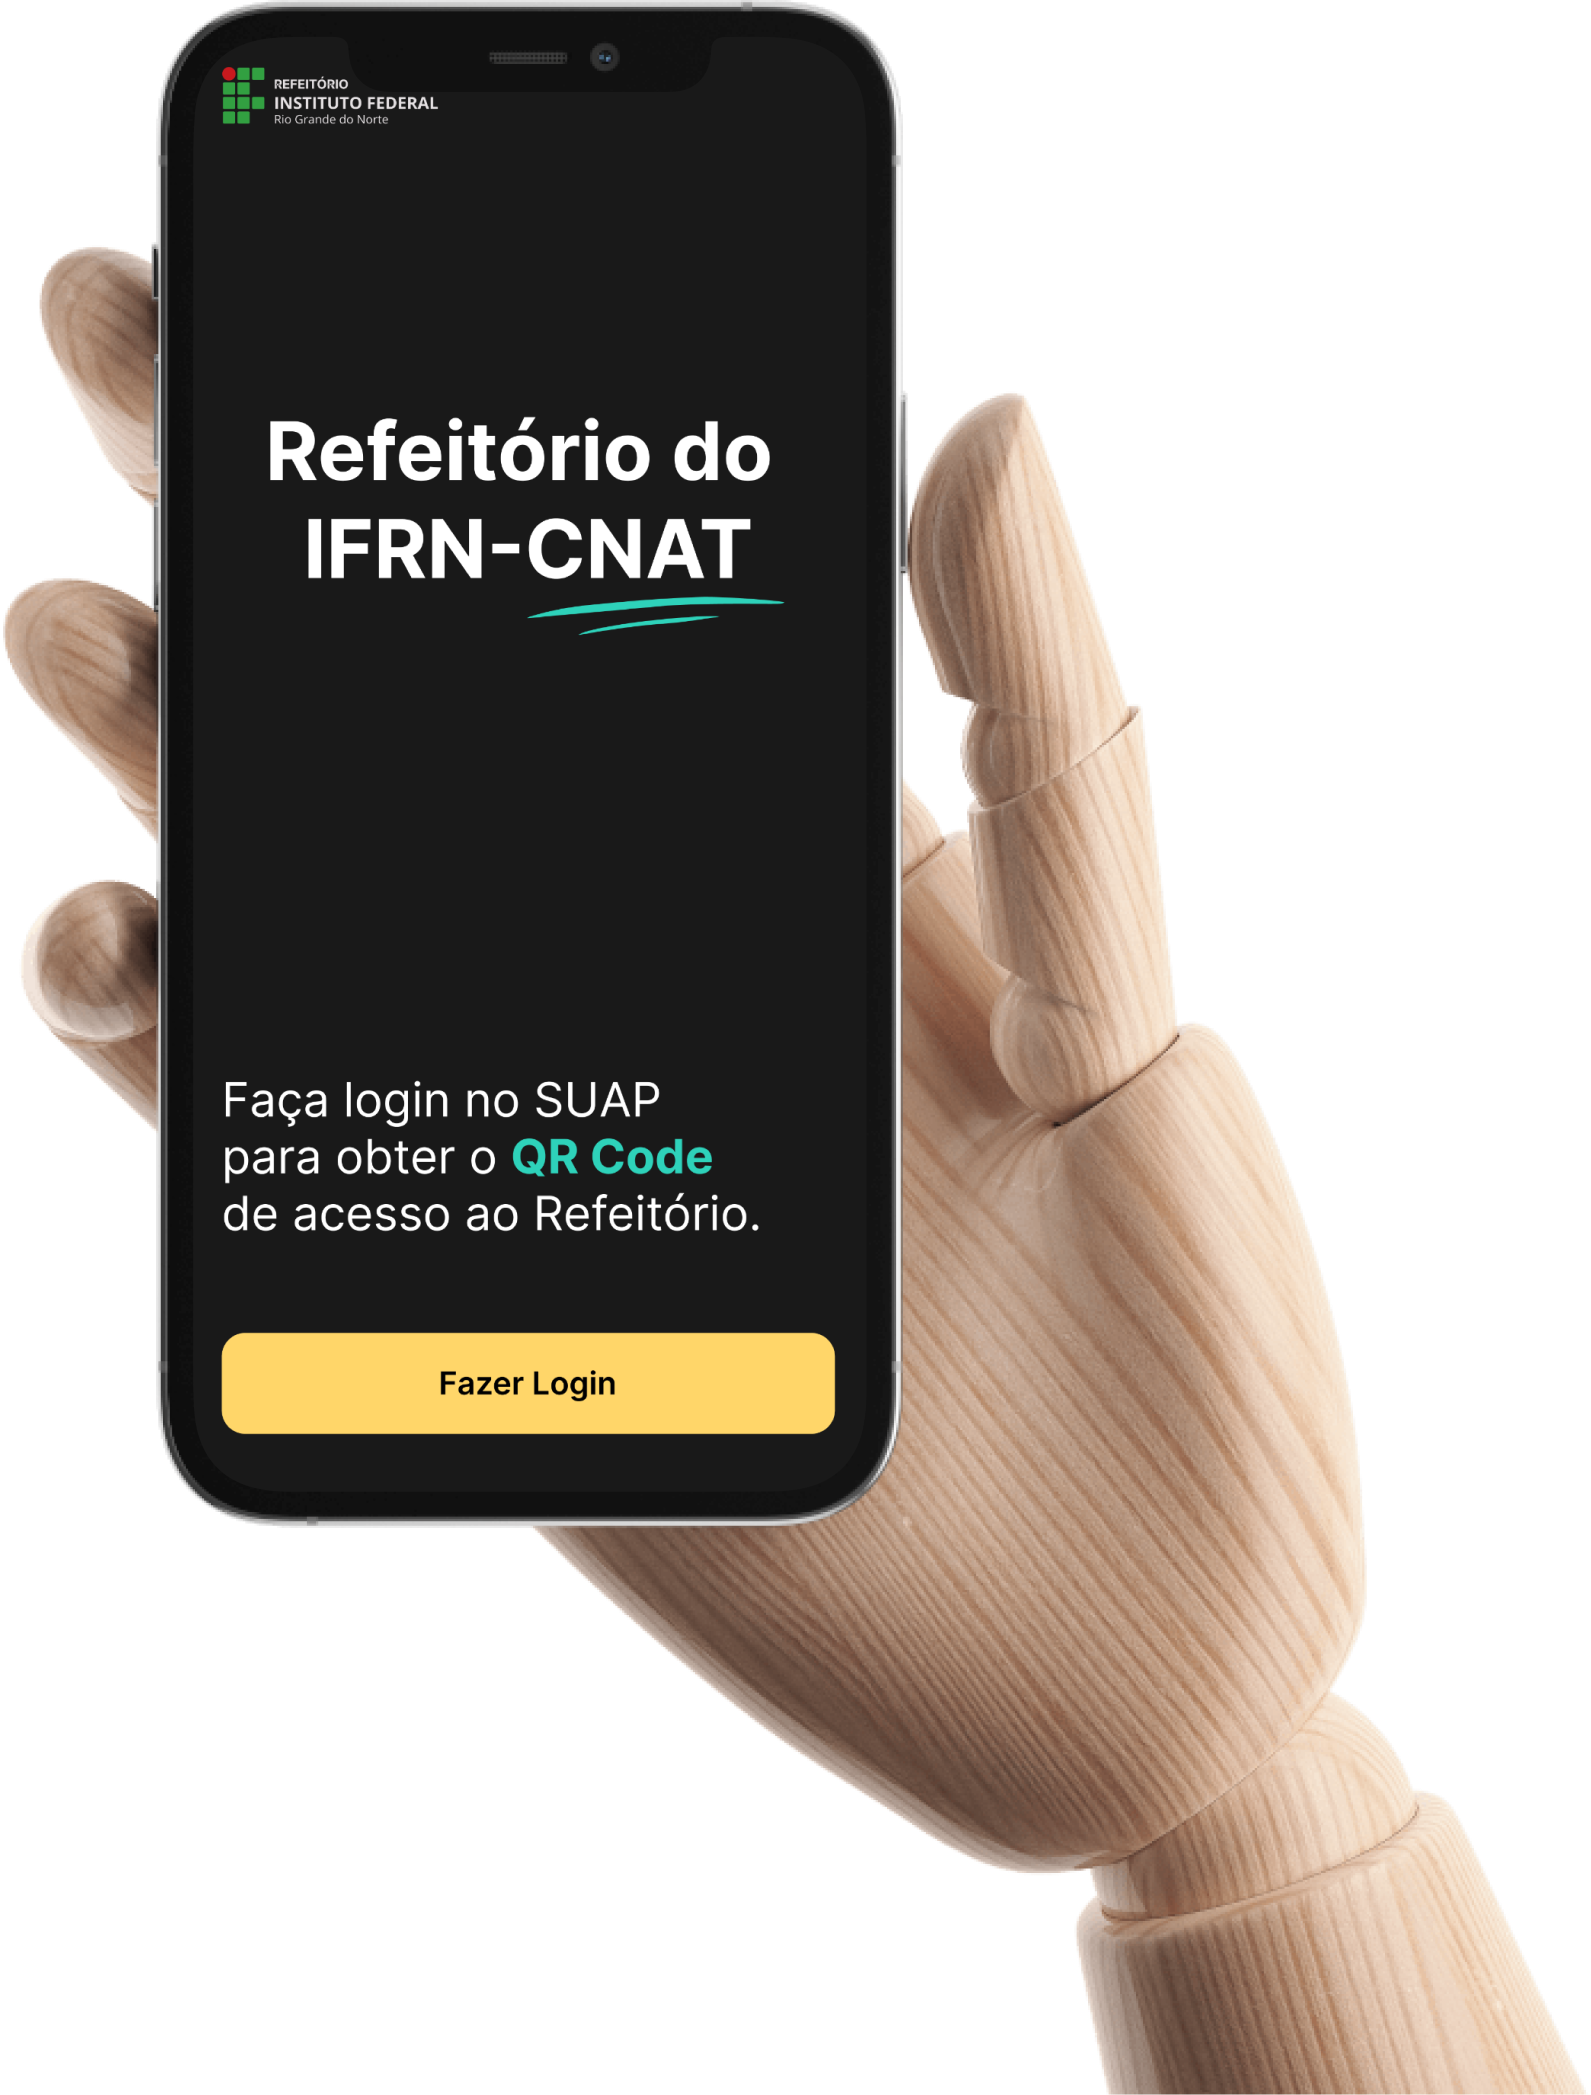 REFEITÓRIO
INSTITUTO FEDERAL
Rio Grande do Norte
Refeitório do
IFRN-CNAT
Faça login no SUAP
para obter o QR Code
de acesso ao Refeitório.
Fazer Login